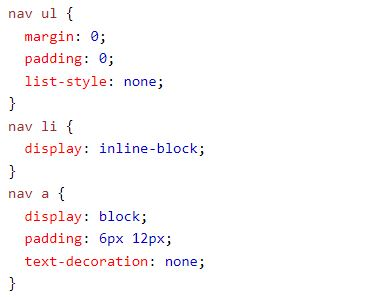 nav ul {
  margin: 0;
  padding: 0;
  list-style: none;
}
nav li {
  display: inline-block;
}
nav a {
  display: block;
  padding: 6px 12px;
  text-decoration: none;
}